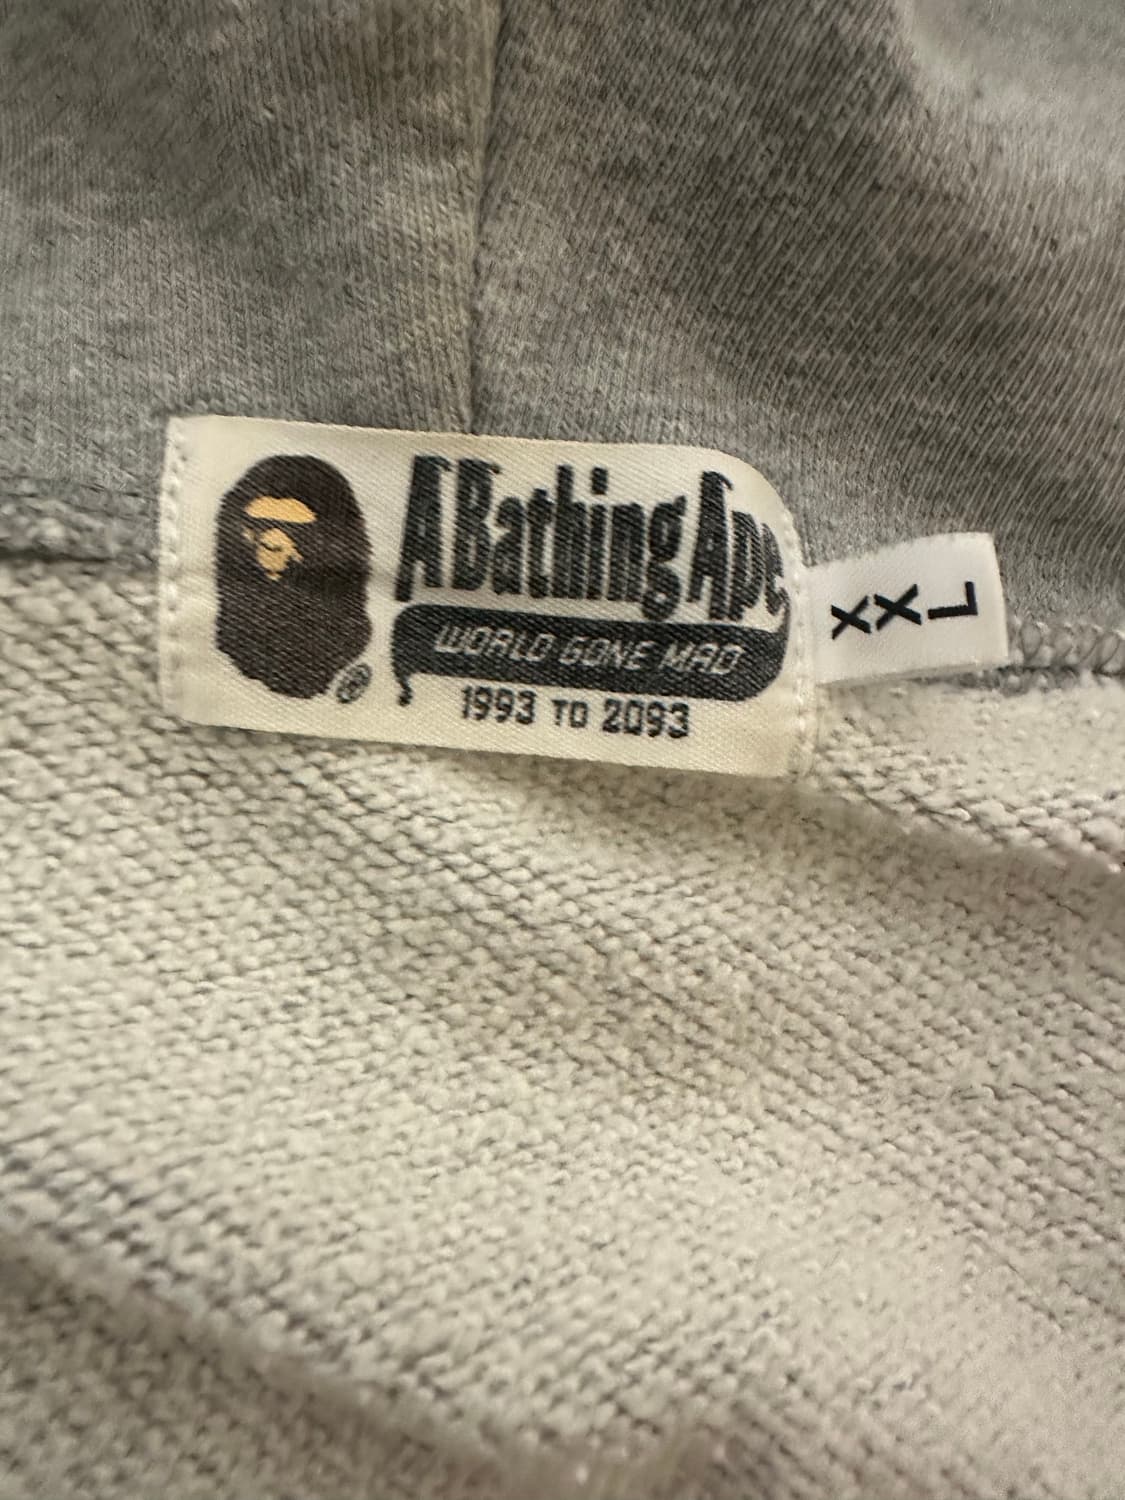 A Bathing Ape
WORLD GONE MAD
®
1993 TO 2093
XXL